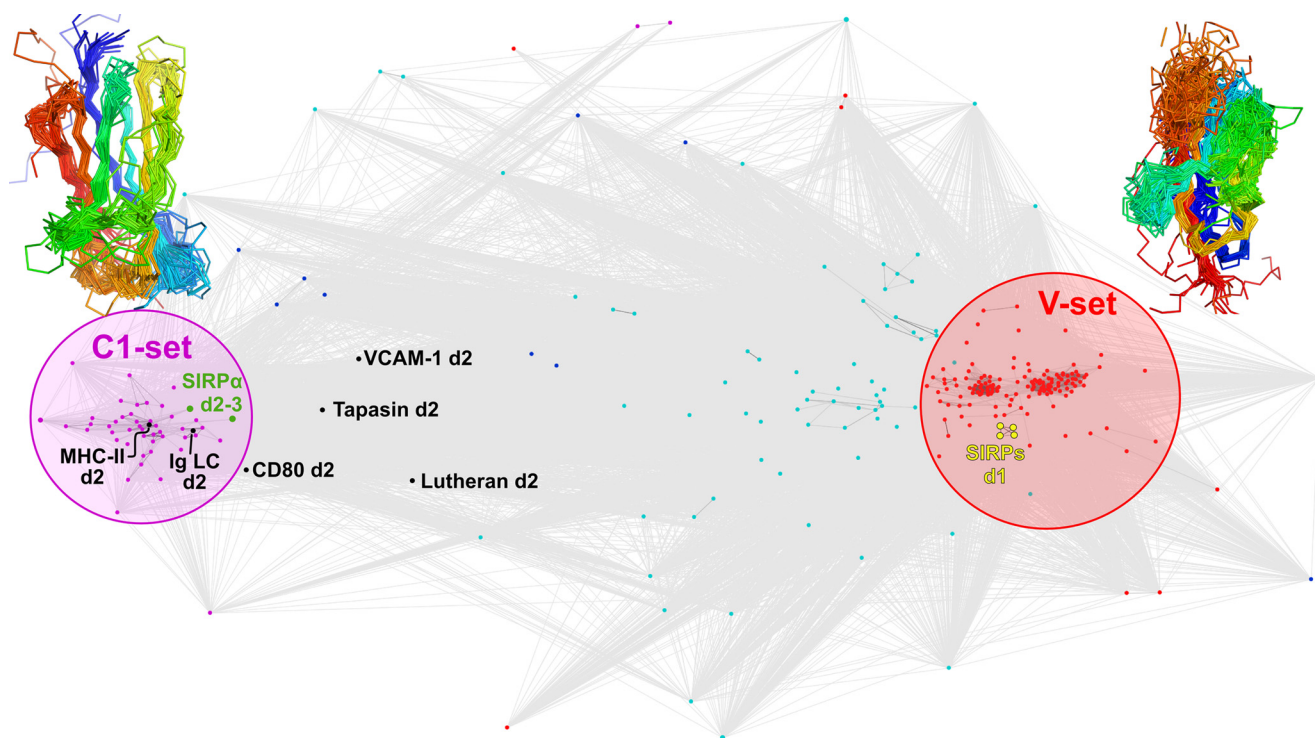 C1-set
SIRPα
d2-3
MHC-II
d2
Ig LC
d2
VCAM-1 d2
Tapasin d2
CD80 d2
Lutheran d2
V-set
SIRPs
d1